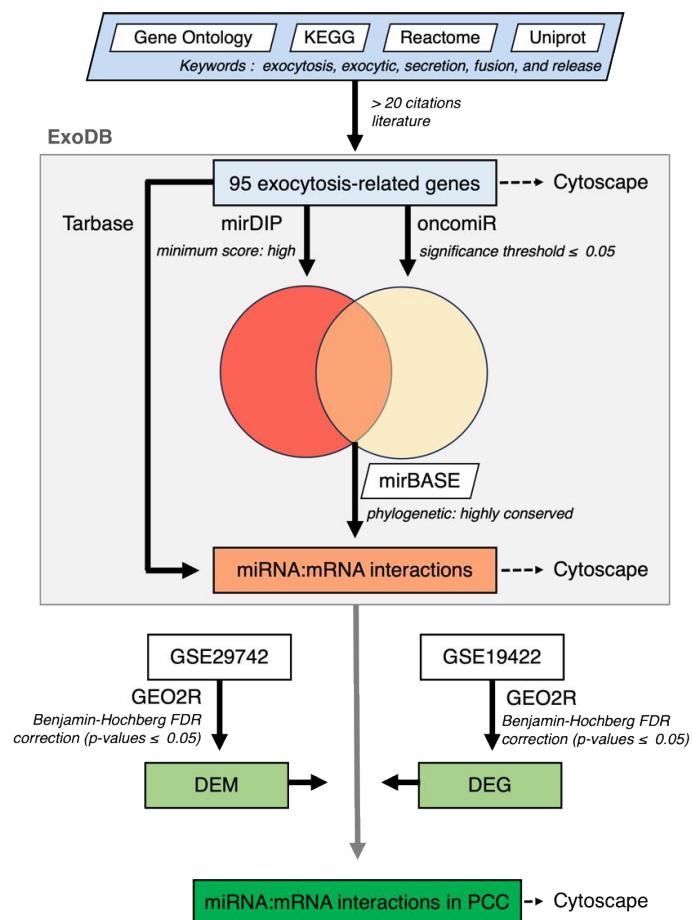 Gene Ontology KEGG Reactome Uniprot
Keywords : exocytosis, exocytic, secretion, fusion, and release
> 20 citations
literature
ExoDB
95 exocytosis-related genes
Cytoscape
Tarbase
mirDIP
oncomiR
minimum score: high
significance threshold ≤ 0.05
mirBASE
phylogenetic: highly conserved
miRNA:mRNA interactions
Cytoscape
GSE29742
GSE19422
GEO2R
GEO2R
Benjamin-Hochberg FDR
correction (p-values ≤ 0.05)
Benjamin-Hochberg FDR
correction (p-values ≤ 0.05)
DEM
DEG
miRNA:mRNA interactions in PCC
Cytoscape